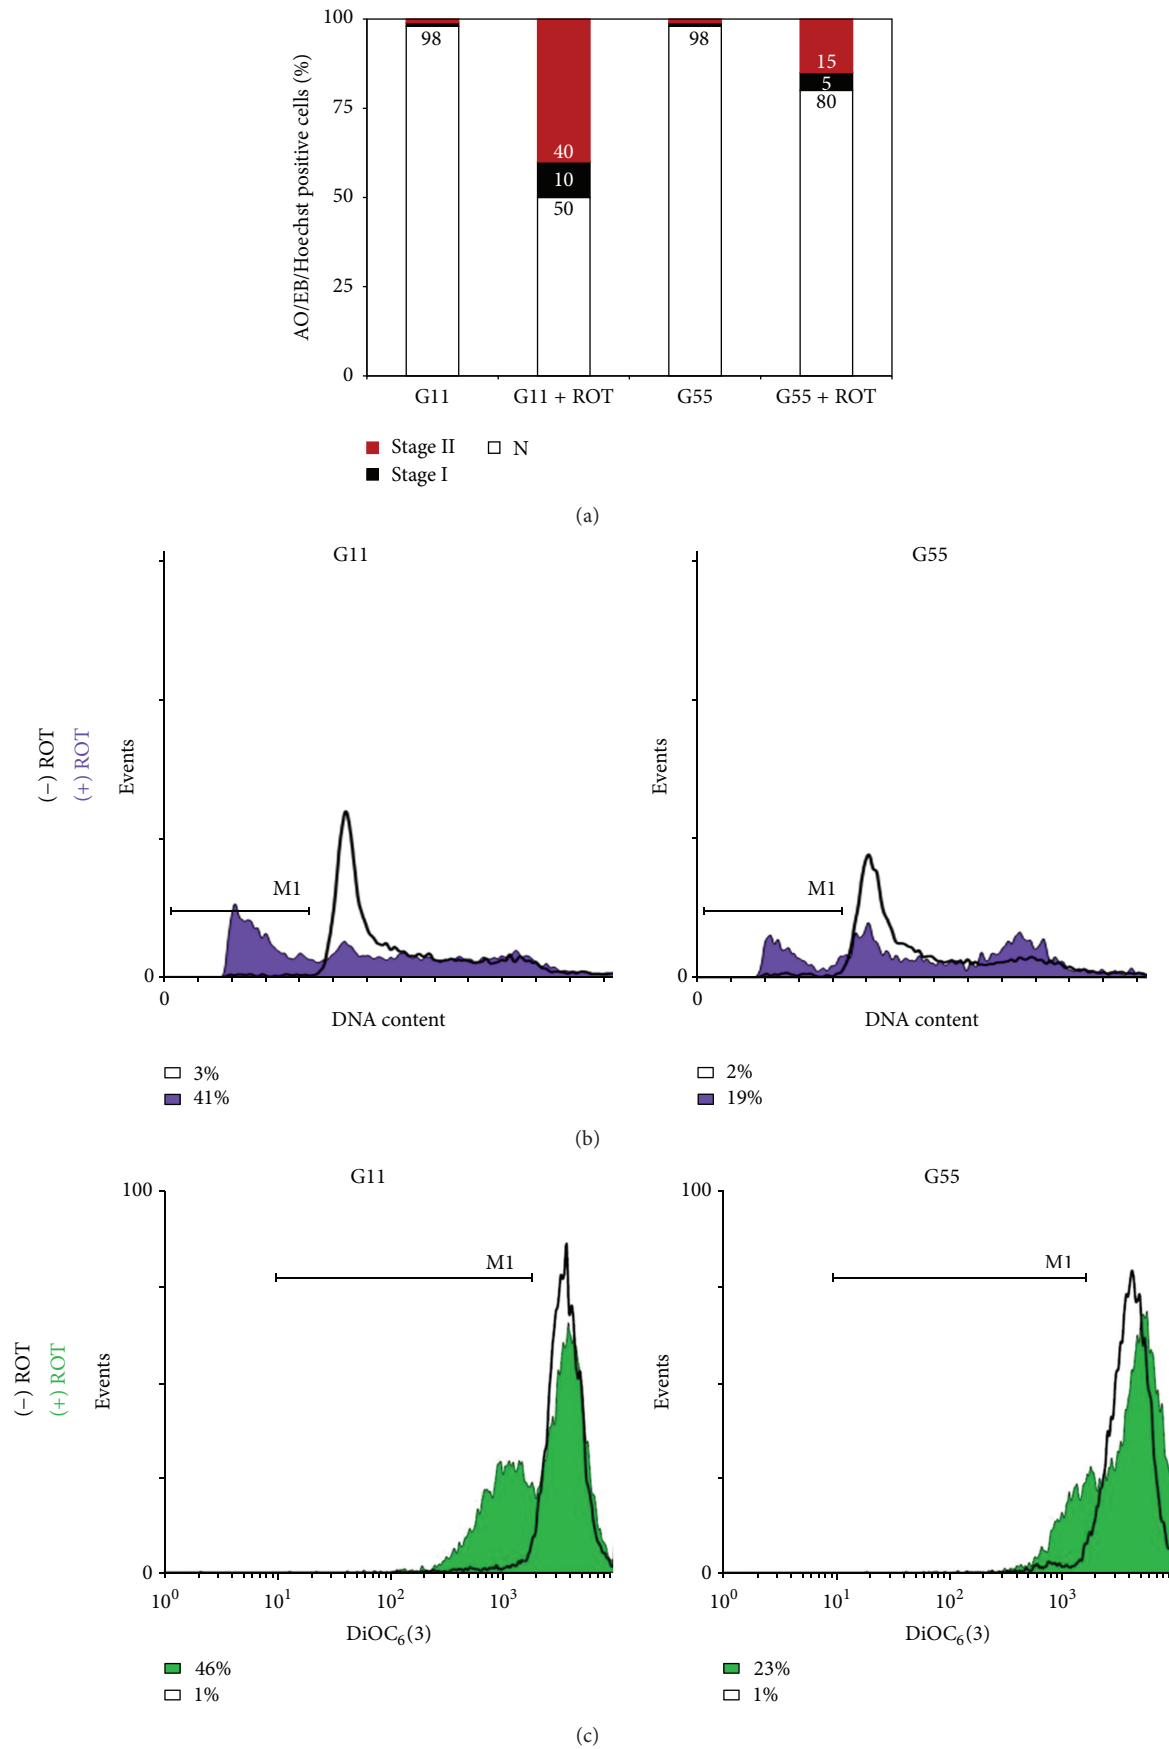 AO/EB/Hoechst positive cells (%)
100
75
50
25
0
98
40
10
50
98
15
5
80
G11
G11 + ROT
G55
G55 + ROT
Stage II
N
Stage I
(a)
G11
G55
(−) ROT
(+) ROT
Events
M1
0
0
DNA content
Events
M1
0
0
DNA content
3%
41%
2%
19%
(b)
G11
G55
(−) ROT
(+) ROT
Events
100
M1
0
10⁰
10¹
10²
10³
DiOC₆(3)
Events
100
M1
0
10⁰
10¹
10²
10³
DiOC₆(3)
46%
1%
23%
1%
(c)